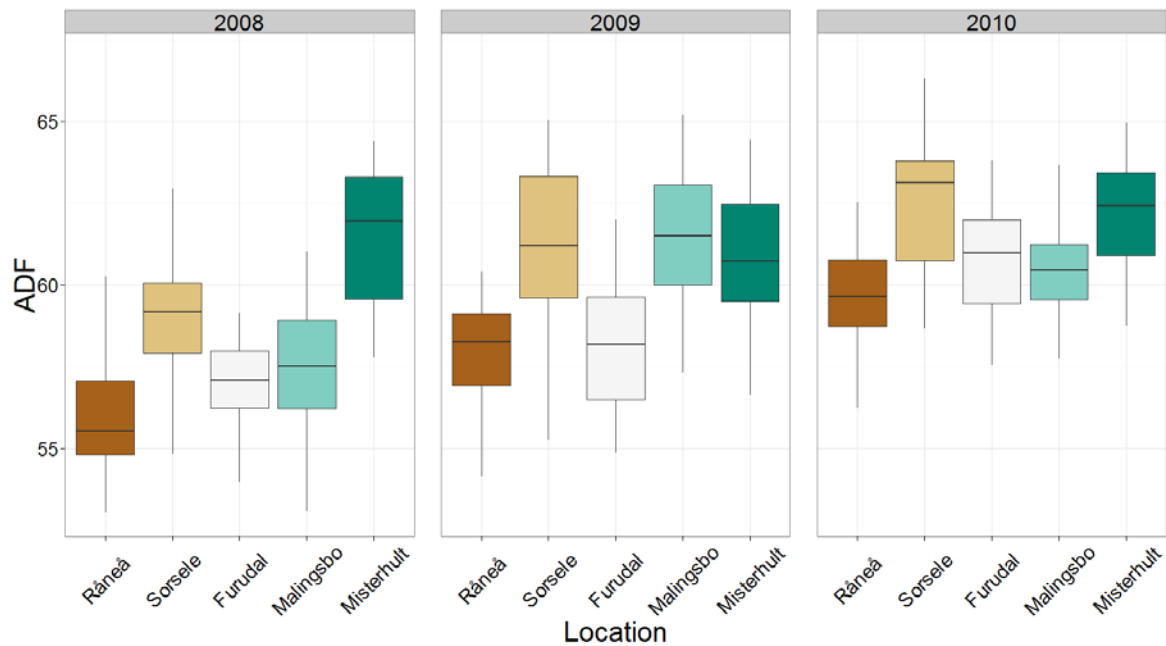 2008 2009 2010
ADF
65
60
55
Råneå Sorsele Furudal Malingsbo Misterhult Råneå Sorsele Furudal Malingsbo Misterhult Råneå Sorsele Furudal Malingsbo Misterhult
Location